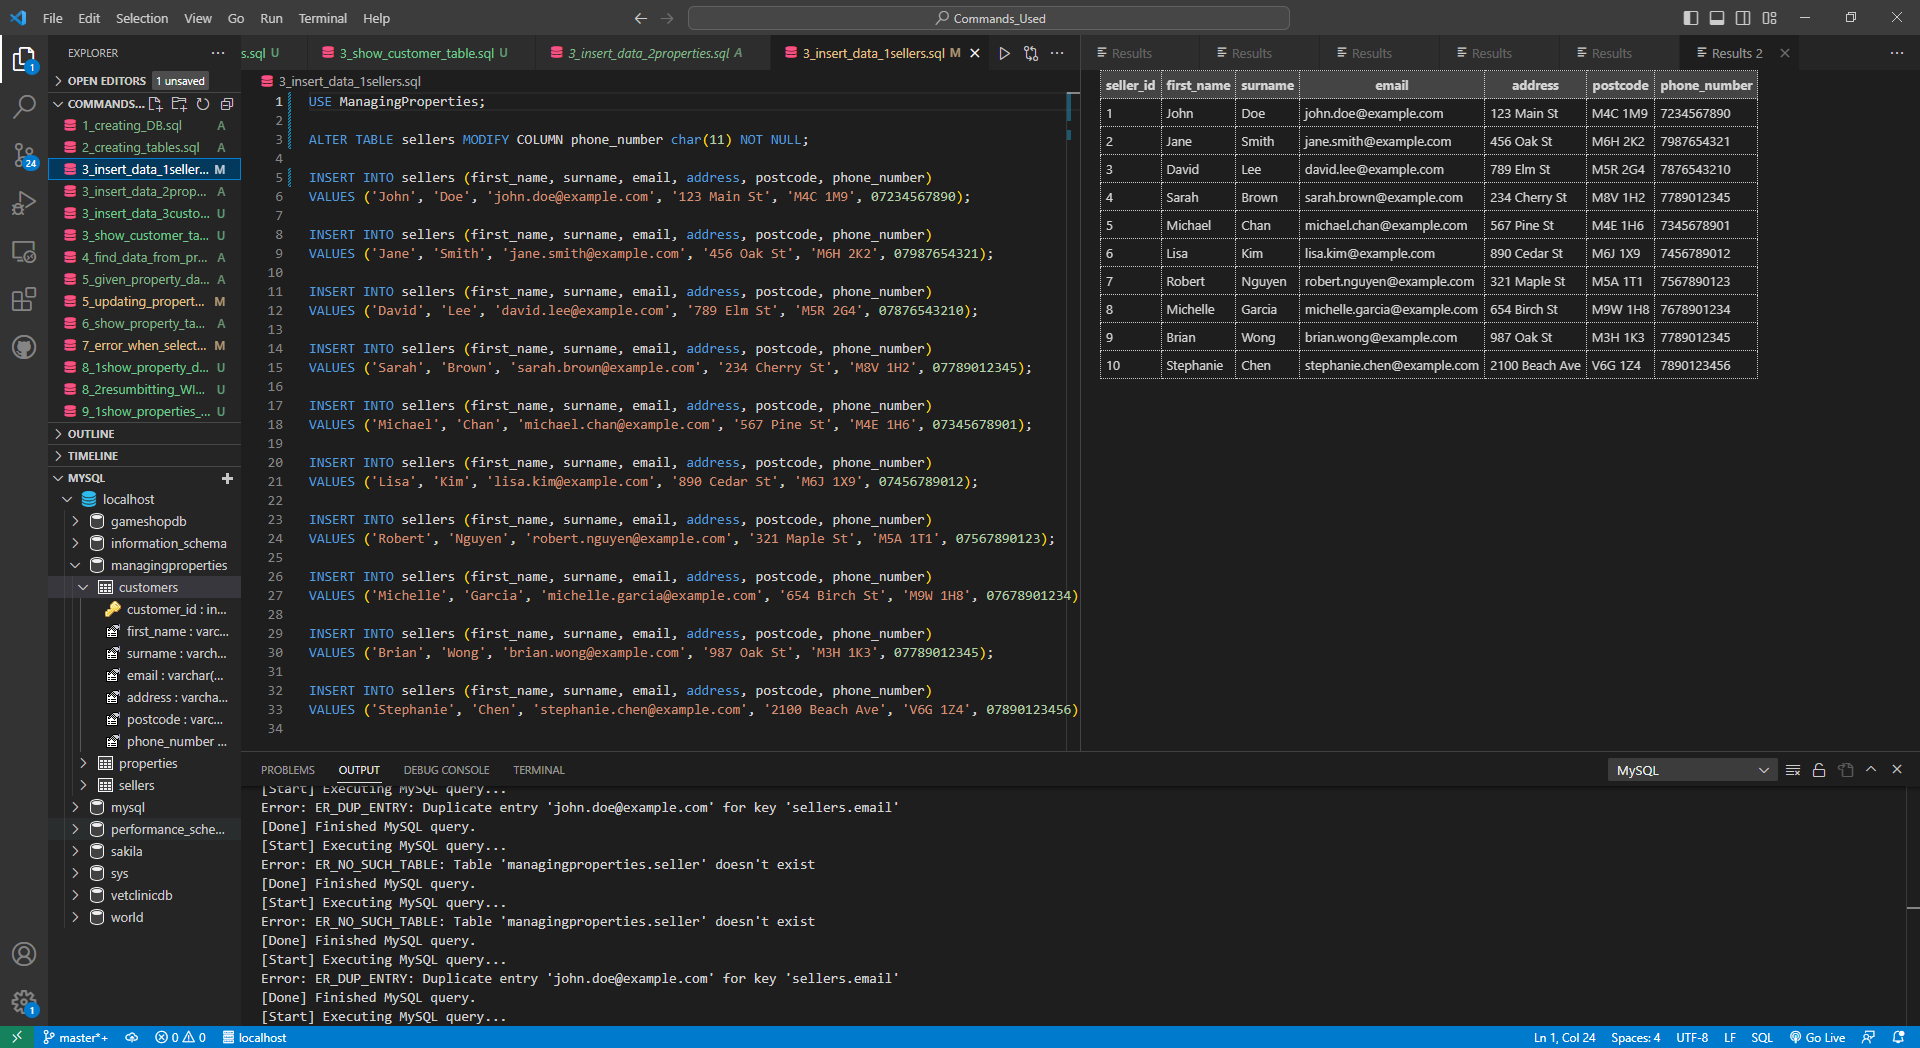 File Edit Selection View Go Run Terminal Help
Commands_Used
EXPLORER
OPEN EDITORS 1 unsaved
COMMANDS...
1_creating_DB.sql A
2_creating_tables.sql A
3_insert_data_1seller... M
3_insert_data_2prop... A
3_insert_data_3custo... U
3_show_customer_ta... U
4_find_data_from_pr... A
5_given_property_da... A
5_updating_propert... M
6_show_property_ta... A
7_error_when_select... M
8_1show_property_d... U
8_2resumbitting_WI... U
9_1show_properties_... U
OUTLINE
TIMELINE
MYSQL
localhost
gameshopdb
information_schema
managingproperties
customers
customer_id : in...
first_name : varc...
surname : varch...
email : varchar(...
address : varcha...
postcode : varc...
phone_number ...
properties
sellers
mysql
performance_sche...
sakila
sys
vetclinicdb
world
s.sql U
3_show_customer_table.sql U
3_insert_data_2properties.sql A
3_insert_data_1sellers.sql M
3_insert_data_1sellers.sql
1 USE ManagingProperties;
2
3 ALTER TABLE sellers MODIFY COLUMN phone_number char(11) NOT NULL;
4
5 INSERT INTO sellers (first_name, surname, email, address, postcode, phone_number)
6 VALUES ('John', 'Doe', 'john.doe@example.com', '123 Main St', 'M4C 1M9', 07234567890);
7
8 INSERT INTO sellers (first_name, surname, email, address, postcode, phone_number)
9 VALUES ('Jane', 'Smith', 'jane.smith@example.com', '456 Oak St', 'M6H 2K2', 07987654321);
10
11 INSERT INTO sellers (first_name, surname, email, address, postcode, phone_number)
12 VALUES ('David', 'Lee', 'david.lee@example.com', '789 Elm St', 'M5R 2G4', 07876543210);
13
14 INSERT INTO sellers (first_name, surname, email, address, postcode, phone_number)
15 VALUES ('Sarah', 'Brown', 'sarah.brown@example.com', '234 Cherry St', 'M8V 1H2', 07789012345);
16
17 INSERT INTO sellers (first_name, surname, email, address, postcode, phone_number)
18 VALUES ('Michael', 'Chan', 'michael.chan@example.com', '567 Pine St', 'M4E 1H6', 07345678901);
19
20 INSERT INTO sellers (first_name, surname, email, address, postcode, phone_number)
21 VALUES ('Lisa', 'Kim', 'lisa.kim@example.com', '890 Cedar St', 'M6J 1X9', 07456789012);
22
23 INSERT INTO sellers (first_name, surname, email, address, postcode, phone_number)
24 VALUES ('Robert', 'Nguyen', 'robert.nguyen@example.com', '321 Maple St', 'M5A 1T1', 07567890123);
25
26 INSERT INTO sellers (first_name, surname, email, address, postcode, phone_number)
27 VALUES ('Michelle', 'Garcia', 'michelle.garcia@example.com', '654 Birch St', 'M9W 1H8', 07678901234)
28
29 INSERT INTO sellers (first_name, surname, email, address, postcode, phone_number)
30 VALUES ('Brian', 'Wong', 'brian.wong@example.com', '987 Oak St', 'M3H 1K3', 07789012345);
31
32 INSERT INTO sellers (first_name, surname, email, address, postcode, phone_number)
33 VALUES ('Stephanie', 'Chen', 'stephanie.chen@example.com', '2100 Beach Ave', 'V6G 1Z4', 07890123456)
34
Results Results Results Results Results Results 2
seller_id first_name surname email address postcode phone_number
1 John Doe john.doe@example.com 123 Main St M4C 1M9 7234567890
2 Jane Smith jane.smith@example.com 456 Oak St M6H 2K2 7987654321
3 David Lee david.lee@example.com 789 Elm St M5R 2G4 7876543210
4 Sarah Brown sarah.brown@example.com 234 Cherry St M8V 1H2 7789012345
5 Michael Chan michael.chan@example.com 567 Pine St M4E 1H6 7345678901
6 Lisa Kim lisa.kim@example.com 890 Cedar St M6J 1X9 7456789012
7 Robert Nguyen robert.nguyen@example.com 321 Maple St M5A 1T1 7567890123
8 Michelle Garcia michelle.garcia@example.com 654 Birch St M9W 1H8 7678901234
9 Brian Wong brian.wong@example.com 987 Oak St M3H 1K3 7789012345
10 Stephanie Chen stephanie.chen@example.com 2100 Beach Ave V6G 1Z4 7890123456
PROBLEMS OUTPUT DEBUG CONSOLE TERMINAL
MySQL
[Start] Executing MySQL query...
Error: ER_DUP_ENTRY: Duplicate entry 'john.doe@example.com' for key 'sellers.email'
[Done] Finished MySQL query.
[Start] Executing MySQL query...
Error: ER_NO_SUCH_TABLE: Table 'managingproperties.seller' doesn't exist
[Done] Finished MySQL query.
[Start] Executing MySQL query...
Error: ER_NO_SUCH_TABLE: Table 'managingproperties.seller' doesn't exist
[Done] Finished MySQL query.
[Start] Executing MySQL query...
Error: ER_DUP_ENTRY: Duplicate entry 'john.doe@example.com' for key 'sellers.email'
[Done] Finished MySQL query.
[Start] Executing MySQL query...
1
24
1
master*+ 0 0 localhost
Ln 1, Col 24 Spaces: 4 UTF-8 LF SQL Go Live